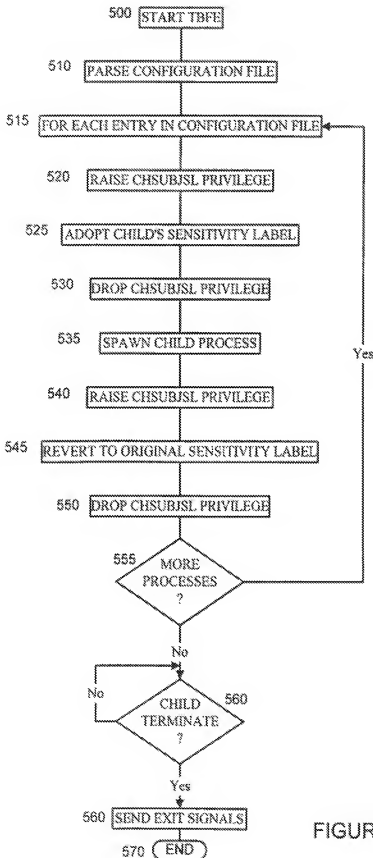 500 START TBFE
510 PARSE CONFIGURATION FILE
515 FOR EACH ENTRY IN CONFIGURATION FILE
520 RAISE CHSUBJSL PRIVILEGE
525 ADOPT CHILD'S SENSITIVITY LABEL
530 DROP CHSUBJSL PRIVILEGE
535 SPAWN CHILD PROCESS
Yes
540 RAISE CHSUBJSL PRIVILEGE
545 REVERT TO ORIGINAL SENSITIVITY LABEL
550 DROP CHSUBJSL PRIVILEGE
555
MORE
PROCESSES
?
No
No
560
CHILD
TERMINATE
?
Yes
560 SEND EXIT SIGNALS
570 END
FIGUR